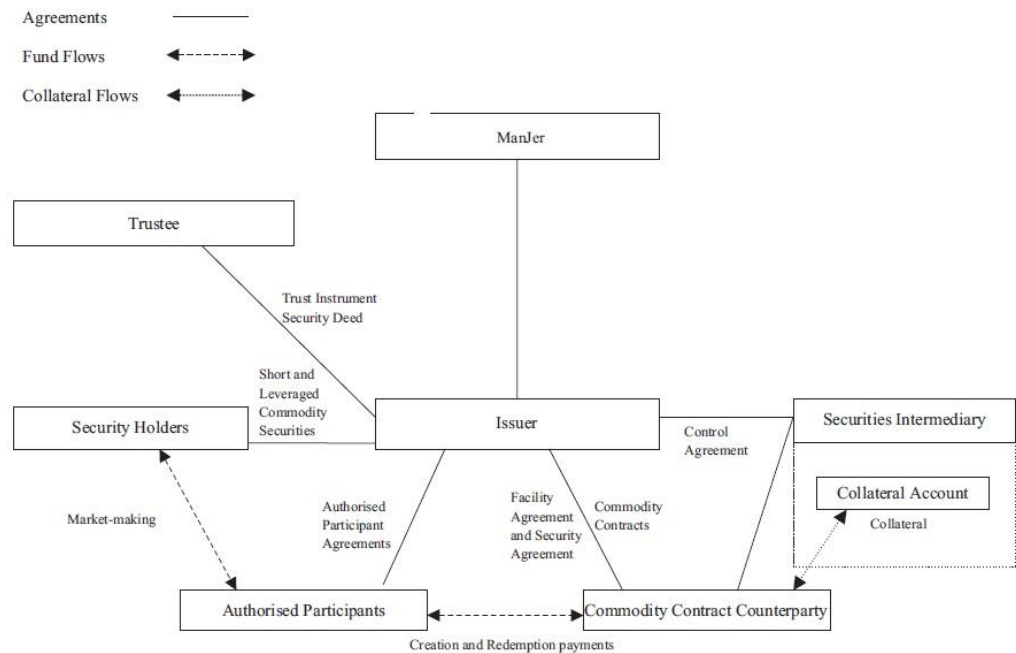 Agreements
Fund Flows
Collateral Flows
ManJer
Trustee
Trust Instrument
Security Deed
Short and
Leveraged
Commodity
Securities
Security Holders
Issuer
Securities Intermediary
Control
Agreement
Collateral Account
Collateral
Market-making
Authorised
Participant
Agreements
Facility
Agreement
and Security
Agreement
Commodity
Contracts
Authorised Participants
Commodity Contract Counterparty
Creation and Redemption payments